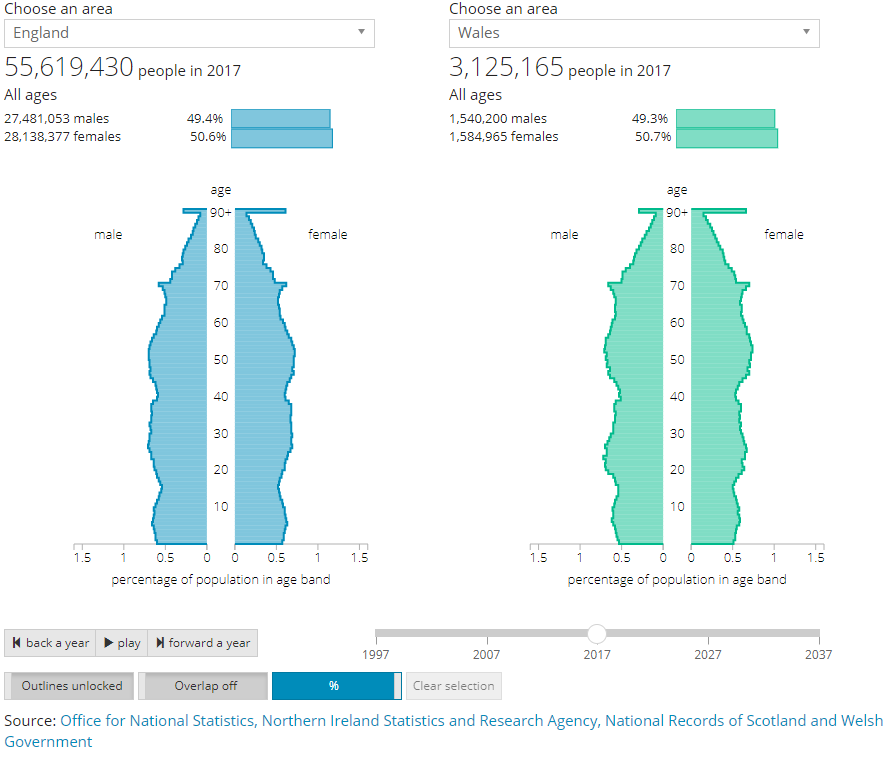 Choose an area
England
55,619,430 people in 2017
All ages
27,481,053 males 49.4%
28,138,377 females 50.6%
age
90+
male
female
80
70
60
50
40
30
20
10
1.5 1 0.5 0 0 0.5 1 1.5
percentage of population in age band
Choose an area
Wales
3,125,165 people in 2017
All ages
1,540,200 males 49.3%
1,584,965 females 50.7%
age
90+
male
female
80
70
60
50
40
30
20
10
1.5 1 0.5 0 0 0.5 1 1.5
percentage of population in age band
back a year play forward a year
1997 2007 2017 2027 2037
Outlines unlocked Overlap off % Clear selection
Source: Office for National Statistics, Northern Ireland Statistics and Research Agency, National Records of Scotland and Welsh
Government